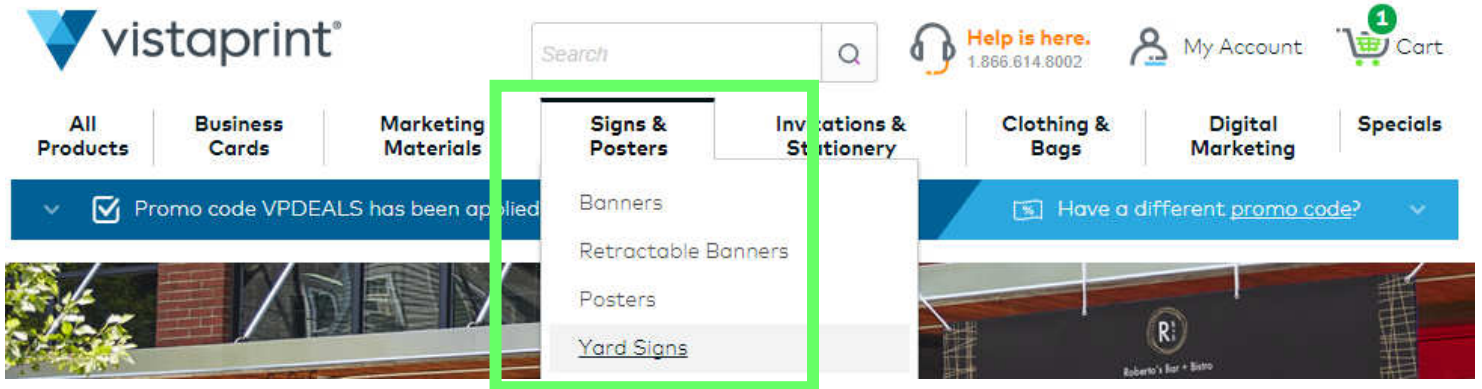 vistaprint®
Search
Help is here.
1.866.614.8002
My Account
1
Cart
All
Products
Business
Cards
Marketing
Materials
Signs &
Posters
Invitations &
Stationery
Clothing &
Bags
Digital
Marketing
Specials
Promo code VPDEALS has been applied
% Have a different promo code?
Banners
Retractable Banners
Posters
Yard Signs
R
Roberto's Bar + Bistro